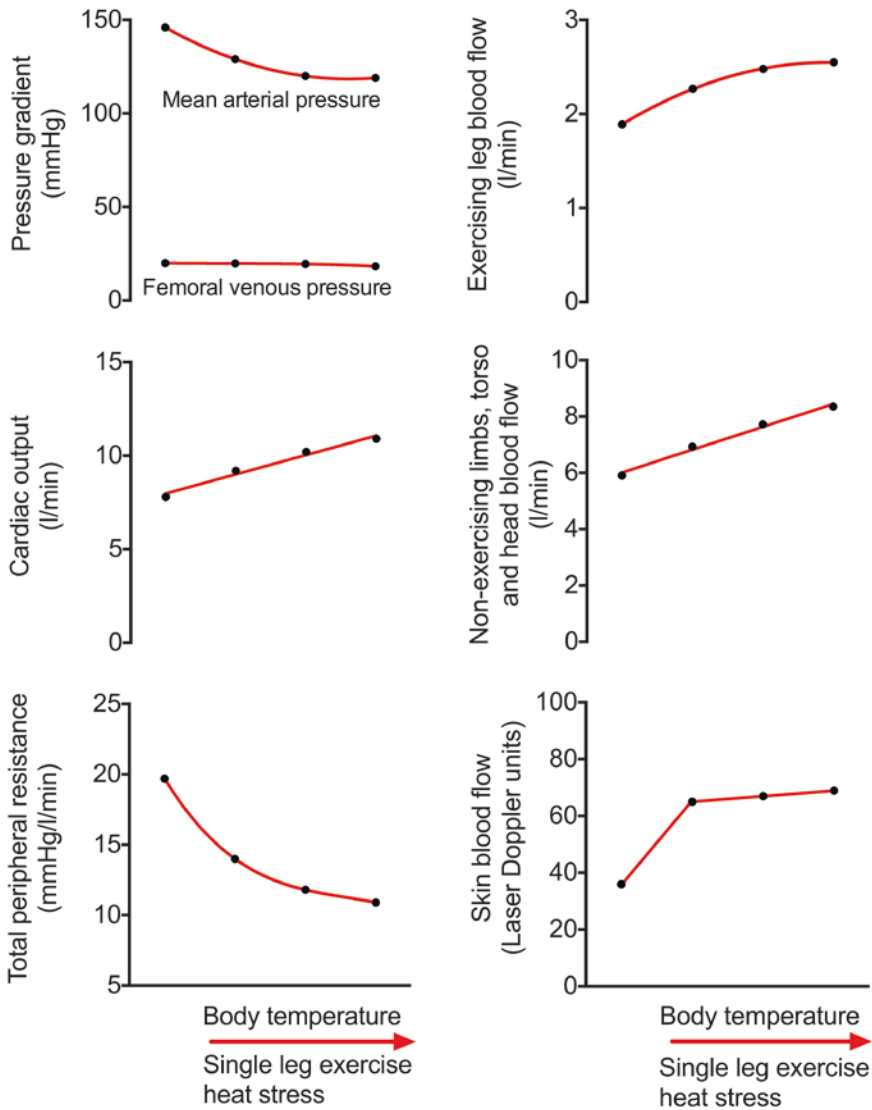 Pressure gradient
(mmHg)
150
100
50
0
Mean arterial pressure
Femoral venous pressure
Exercising leg blood flow
(l/min)
3
2
1
0
Cardiac output
(l/min)
15
10
5
0
Non-exercising limbs, torso
and head blood flow
(l/min)
10
8
6
4
2
0
Total peripheral resistance
(mmHg/l/min)
25
20
15
10
5
Skin blood flow
(Laser Doppler units)
100
80
60
40
20
0
Body temperature
Single leg exercise
heat stress
Body temperature
Single leg exercise
heat stress